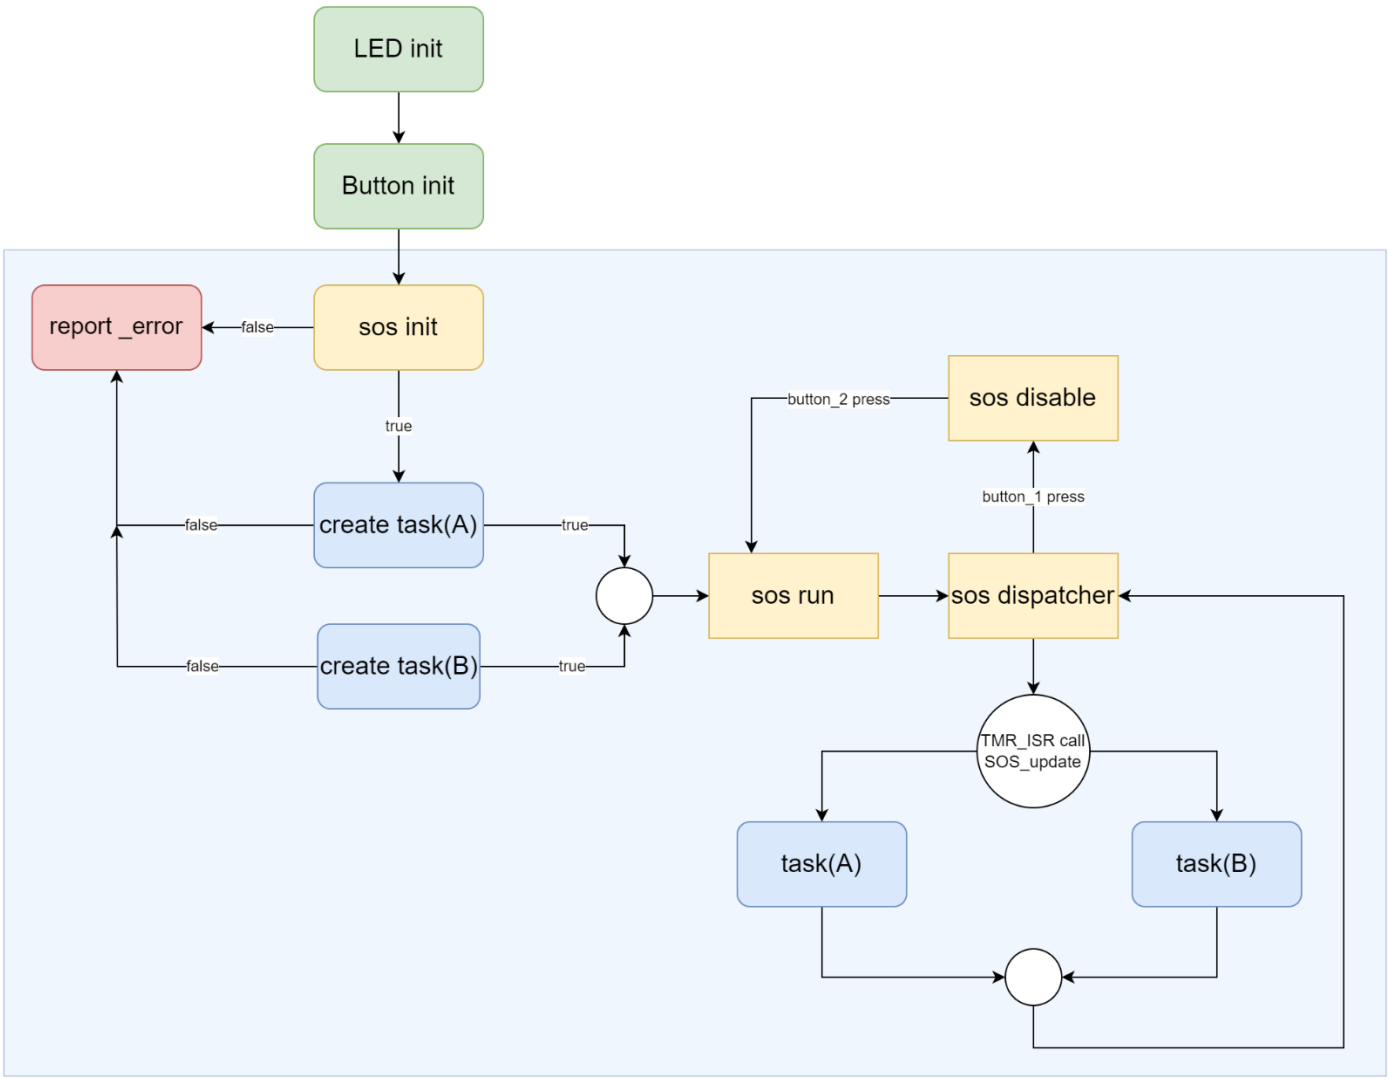 LED init
Button init
report _error
false
sos init
true
sos disable
button_2 press
button_1 press
false
create task(A)
true
sos run
sos dispatcher
false
create task(B)
true
TMR_ISR call
SOS_update
task(A)
task(B)